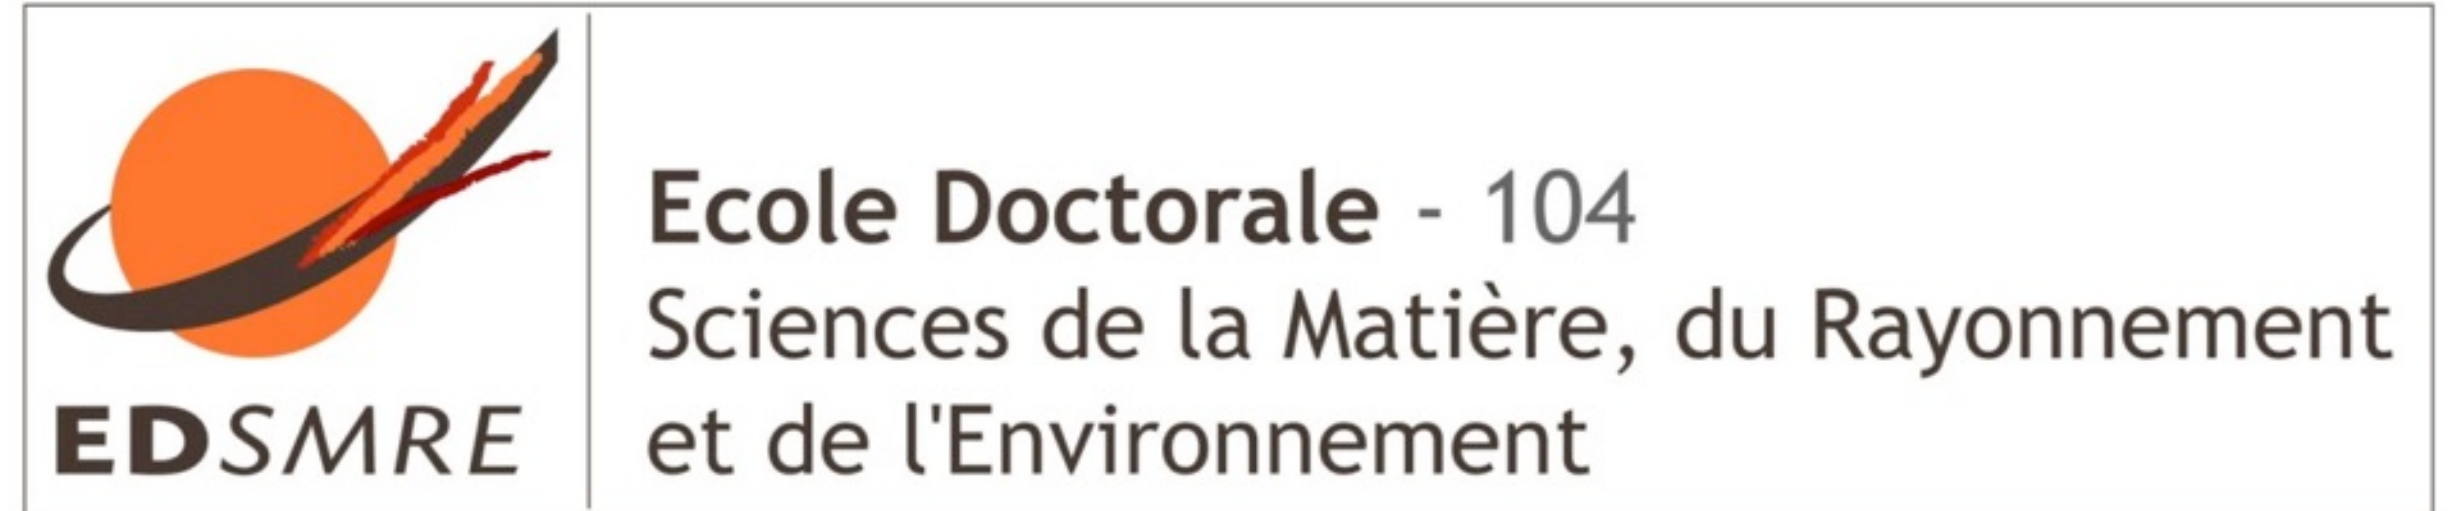 EDSMRE
Ecole Doctorale - 104
Sciences de la Matière, du Rayonnement
et de l'Environnement